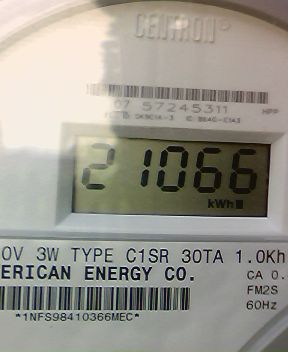 CENTRON®
07 57245311 HPP
21066
kWh
0V 3W TYPE C1SR 30TA 1.0Kh
ERICAN ENERGY CO. CA 0.
FM2S
*1NFS98410366MEC* 60Hz